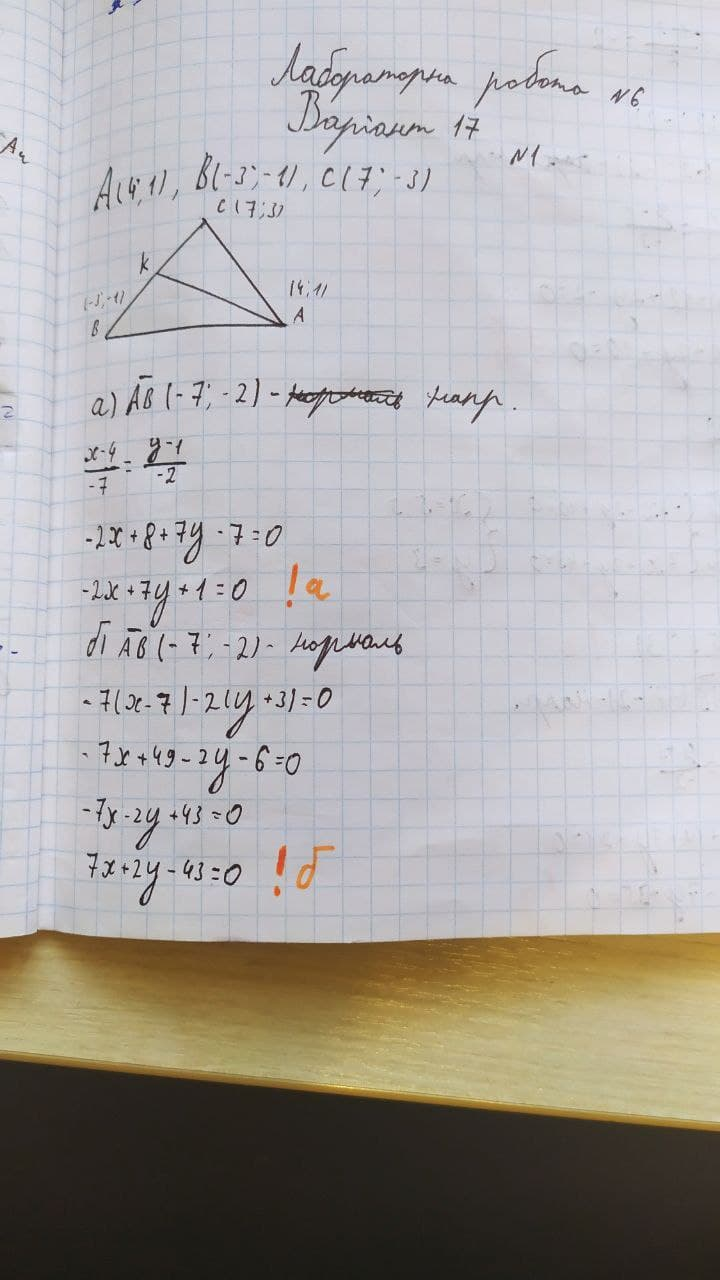 Лабораторна робота №6
Варіант 17
№1.
A(4;1), B(-3;-1), C(7;-3)
C(7;3)
K
(-3;-1)
(4;1)
B
A
а) AB̅(-7;-2) - напр.
x-4/-7 = y-1/-2
-2x+8+7y-7=0
-2x+7y+1=0 !а
б) AB̅(-7;-2) - нормаль
-7(x-7)-2(y+3)=0
-7x+49-2y-6=0
-7x-2y+43=0
7x+2y-43=0 !б